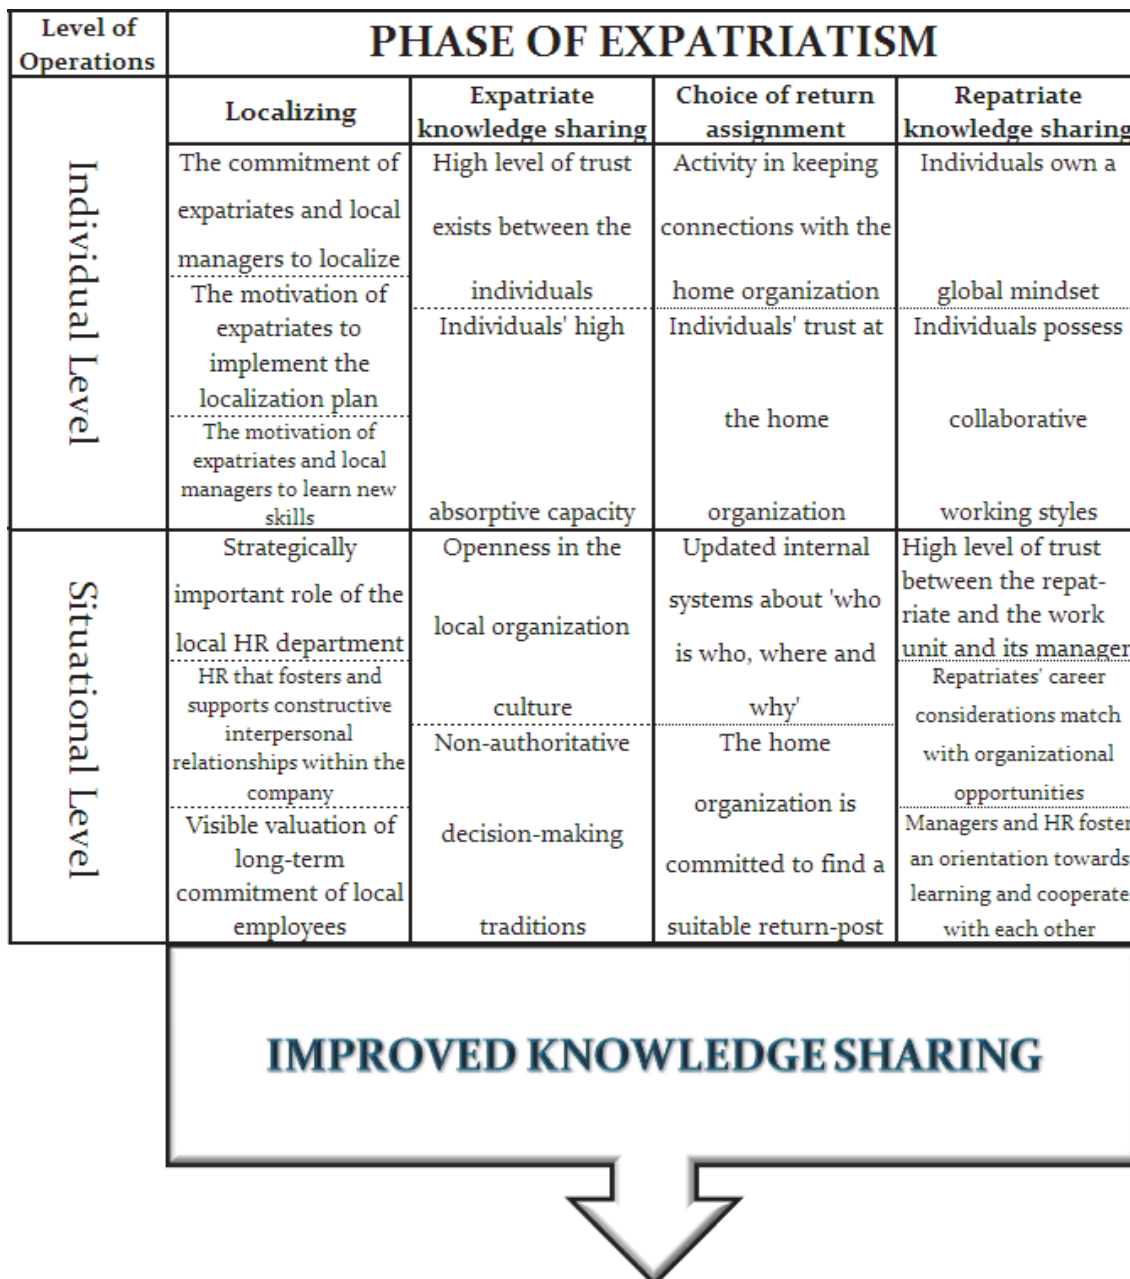 Level of
Operations
PHASE OF EXPATRIATISM
Localizing
Expatriate
knowledge sharing
Choice of return
assignment
Repatriate
knowledge sharing
Individual Level
The commitment of
expatriates and local
managers to localize
The motivation of
expatriates to
implement the
localization plan
The motivation of
expatriates and local
managers to learn new
skills
High level of trust
exists between the
individuals
Individuals' high
absorptive capacity
Activity in keeping
connections with the
home organization
Individuals' trust at
the home
organization
Individuals own a
global mindset
Individuals possess
collaborative
working styles
Situational Level
Strategically
important role of the
local HR department
HR that fosters and
supports constructive
interpersonal
relationships within the
company
Visible valuation of
long-term
commitment of local
employees
Openness in the
local organization
culture
Non-authoritative
decision-making
traditions
Updated internal
systems about 'who
is who, where and
why'
The home
organization is
committed to find a
suitable return-post
High level of trust
between the repat-
riate and the work
unit and its manager
Repatriates' career
considerations match
with organizational
opportunities
Managers and HR foster
an orientation towards
learning and cooperate
with each other
IMPROVED KNOWLEDGE SHARING